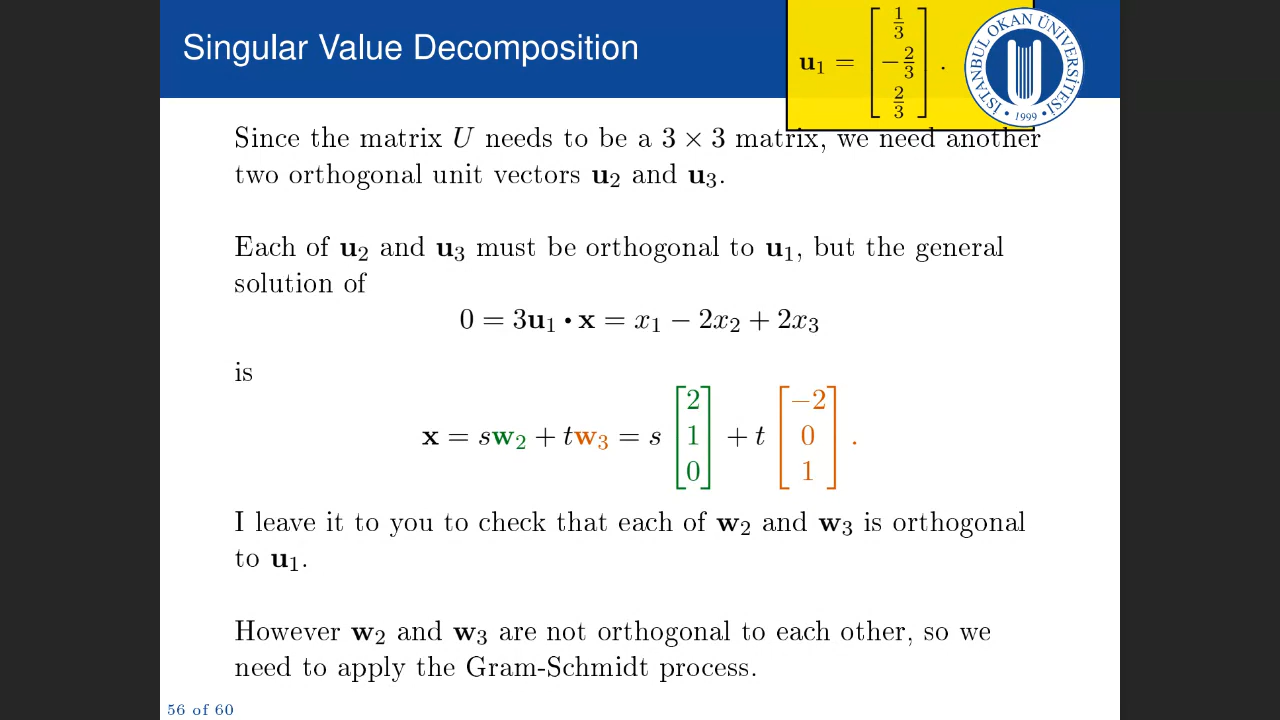 Singular Value Decomposition
u₁ = [1/3 −2/3 2/3].
İSTANBUL OKAN ÜNİVERSİTESİ
1999
Since the matrix U needs to be a 3 × 3 matrix, we need another
two orthogonal unit vectors u₂ and u₃.
Each of u₂ and u₃ must be orthogonal to u₁, but the general
solution of
0 = 3u₁ • x = x₁ − 2x₂ + 2x₃
is
x = sw₂ + tw₃ = s [2 1 0] + t [−2 0 1].
I leave it to you to check that each of w₂ and w₃ is orthogonal
to u₁.
However w₂ and w₃ are not orthogonal to each other, so we
need to apply the Gram-Schmidt process.
56 of 60